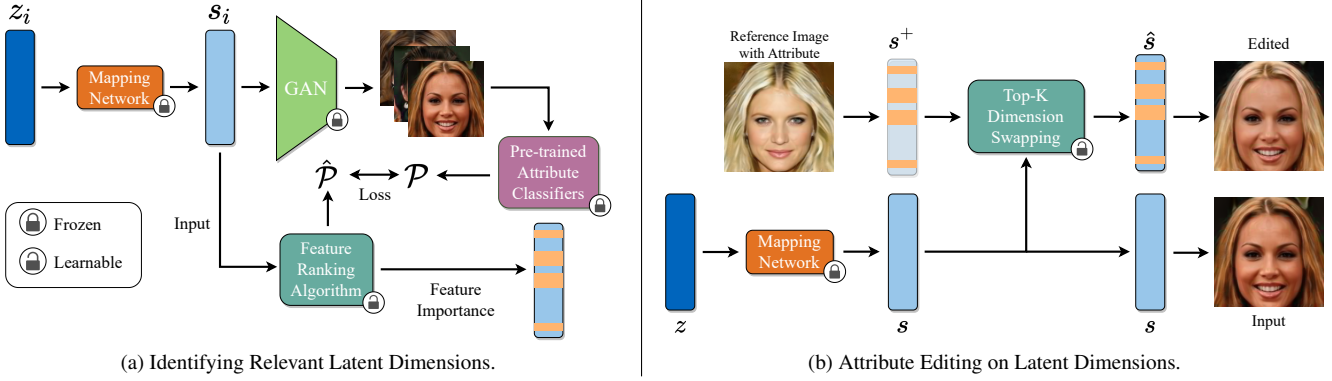 z_i
s_i
Mapping
Network
GAN
Pre-trained
Attribute
Classifiers
P̂
Loss
P
Input
Frozen
Learnable
Feature
Ranking
Algorithm
Feature
Importance
(a) Identifying Relevant Latent Dimensions.
Reference Image
with Attribute
s⁺
Top-K
Dimension
Swapping
ŝ
Edited
Mapping
Network
z
s
s
Input
(b) Attribute Editing on Latent Dimensions.